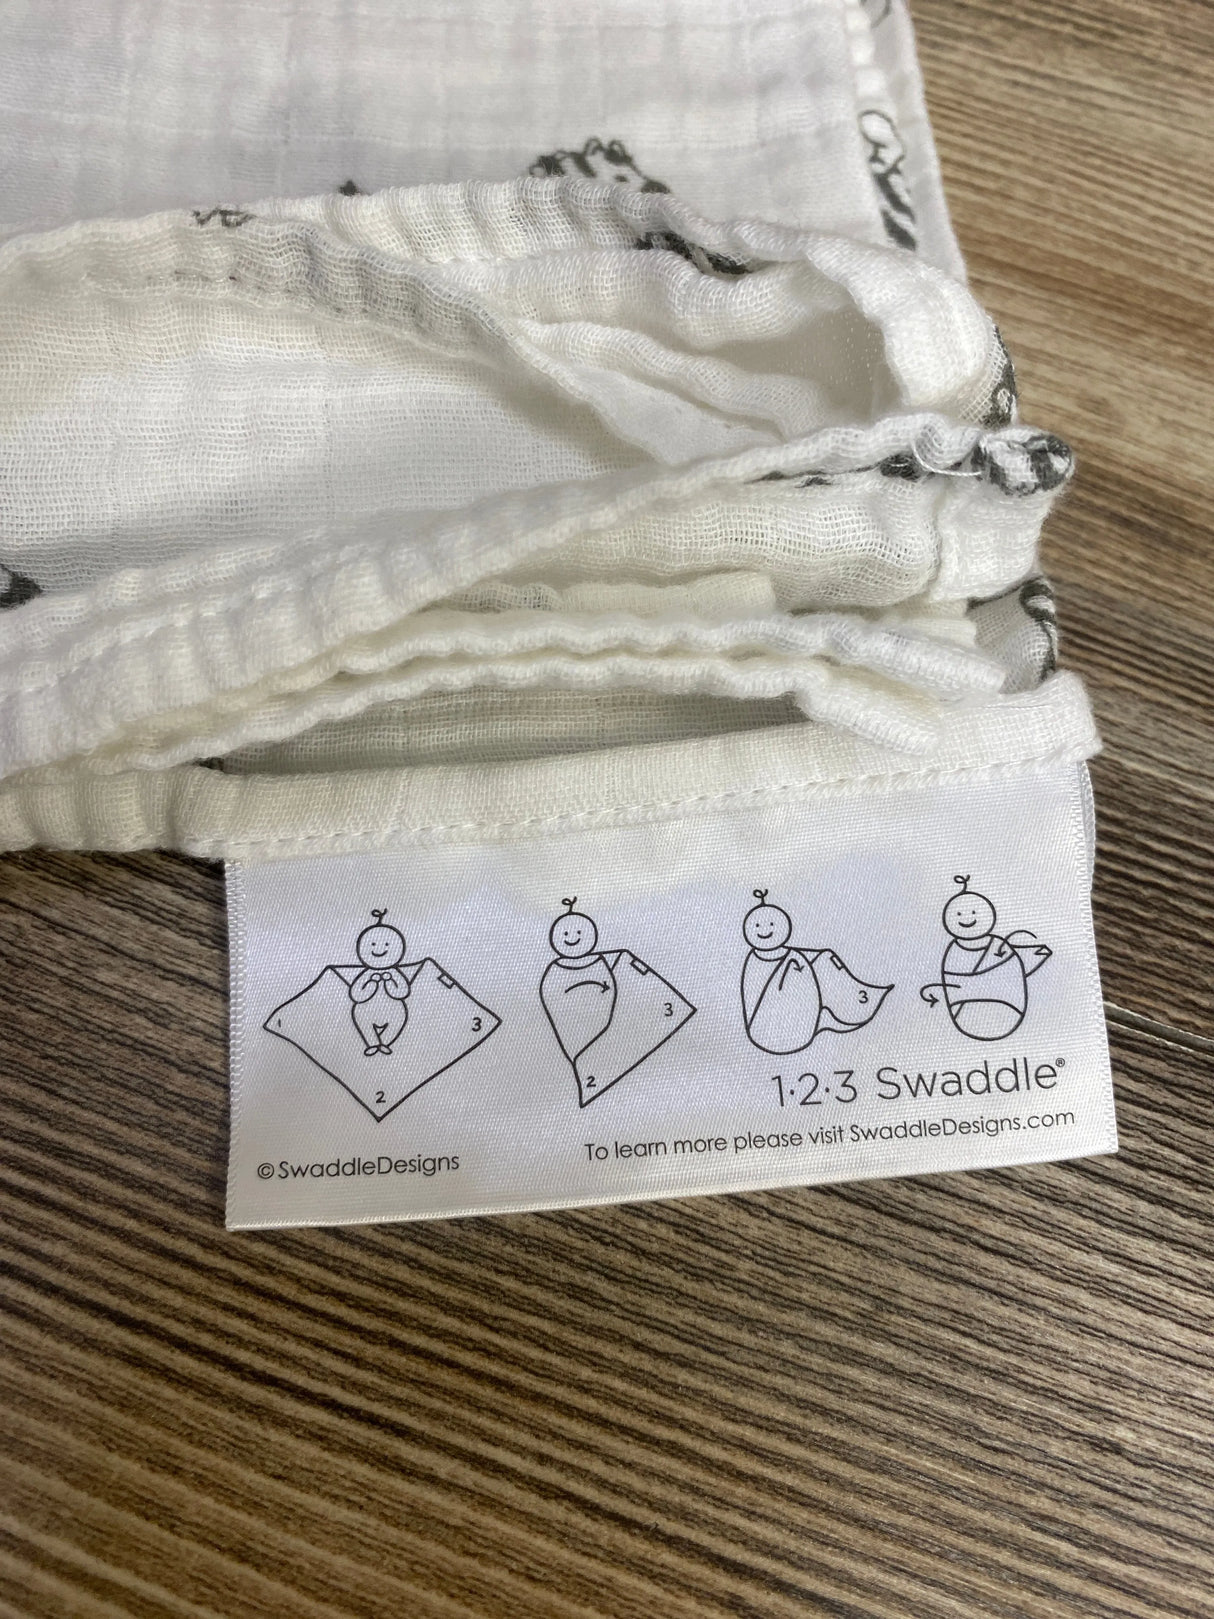 1 3
2
3
2
3
1·2·3 Swaddle®
To learn more please visit SwaddleDesigns.com
©SwaddleDesigns